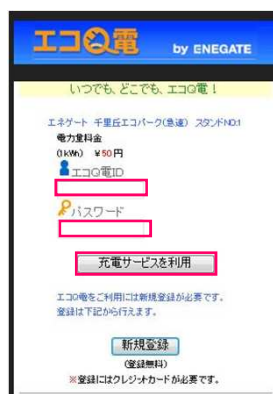 エコQ電 by ENEGATE
いつでも、どこでも、エコQ電！
エネゲート 千里丘エコパーク(急速) スタンドNO.1
電力量料金
(1kWh) ￥50円
エコQ電ID
パスワード
充電サービスを利用
エコQ電をご利用には新規登録が必要です。
登録は下記から行えます。
新規登録
(登録無料)
※登録にはクレジットカードが必要です。